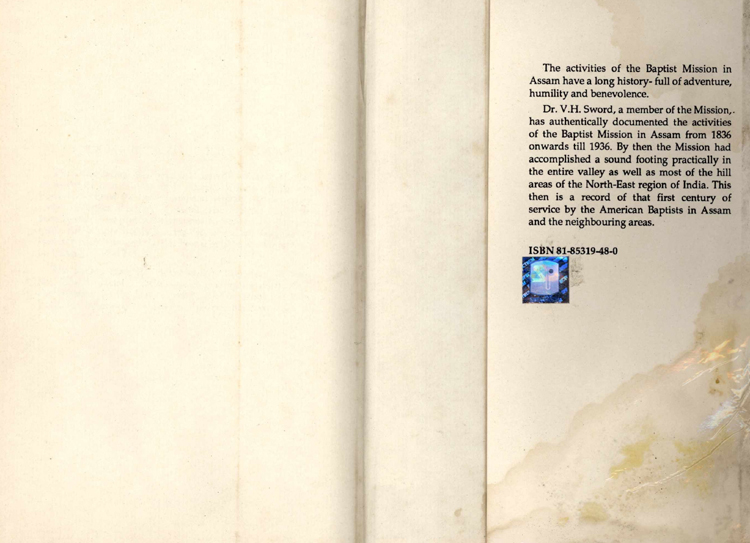 The activities of the Baptist Mission in
Assam have a long history- full of adventure,
humility and benevolence.
Dr. V.H. Sword, a member of the Mission,.
has authentically documented the activities
of the Baptist Mission in Assam from 1836
onwards till 1936. By then the Mission had
accomplished a sound footing practically in
the entire valley as well as most of the hill
areas of the North-East region of India. This
then is a record of that first century of
service by the American Baptists in Assam
and the neighbouring areas.
ISBN 81-85319-48-0